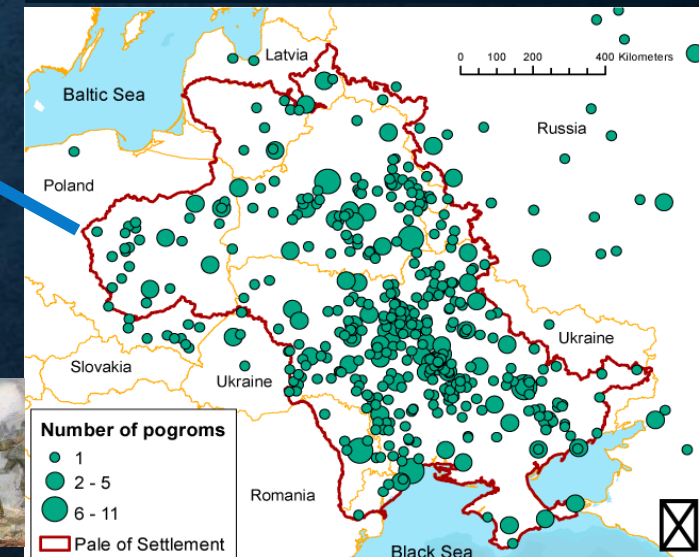 Latvia
0 100 200 400 Kilometers
Baltic Sea
Russia
Poland
Ukraine
Slovakia
Ukraine
Romania
Black Sea
Number of pogroms
1
2 - 5
6 - 11
Pale of Settlement